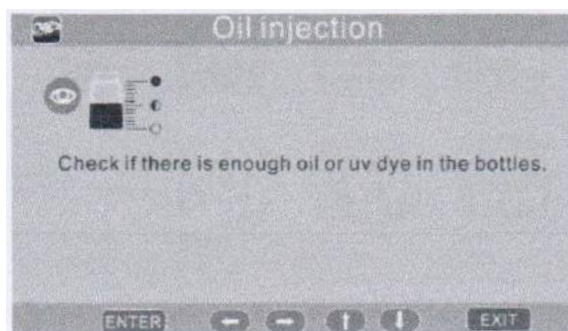 Oil injection
Check if there is enough oil or uv dye in the bottles.
ENTER
EXIT